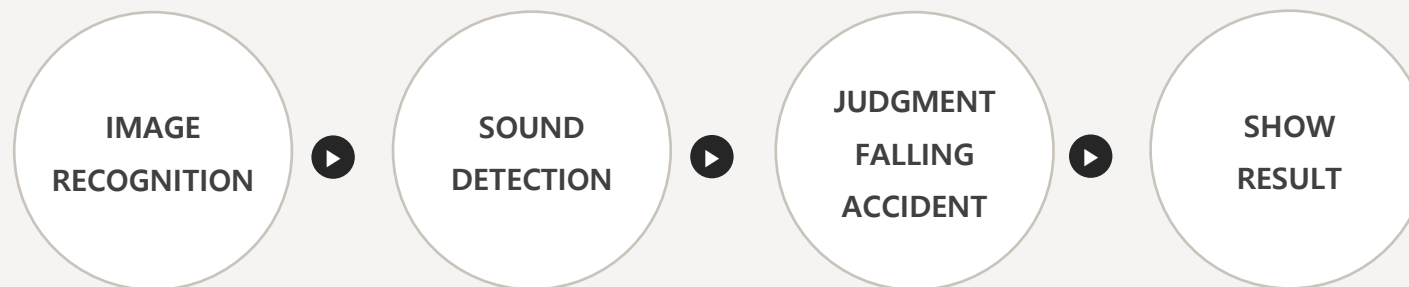 IMAGE
RECOGNITION
SOUND
DETECTION
JUDGMENT
FALLING
ACCIDENT
SHOW
RESULT